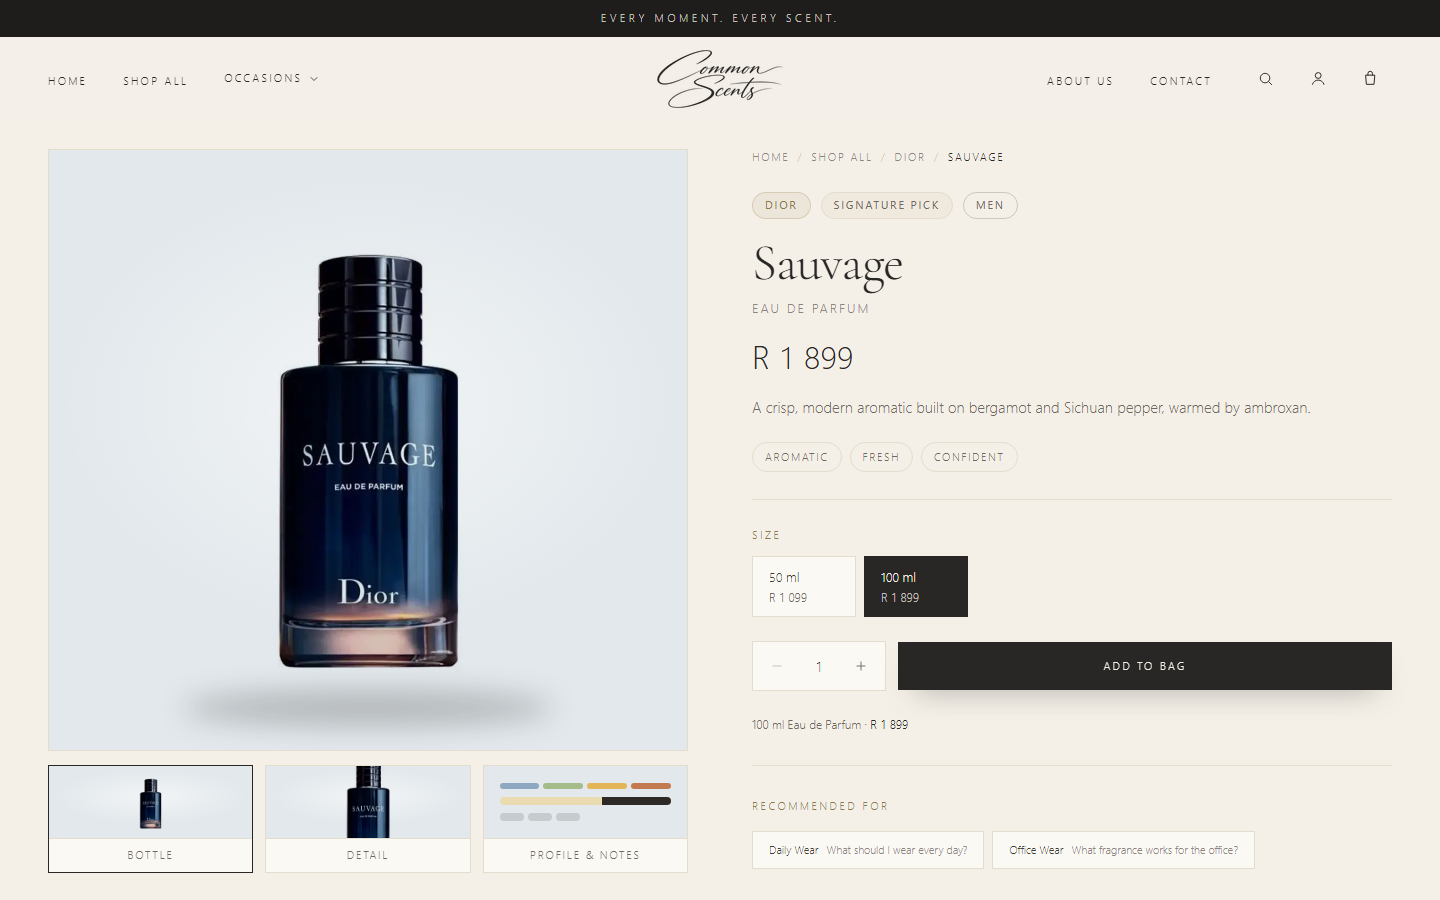 EVERY MOMENT. EVERY SCENT.
HOME SHOP ALL OCCASIONS
Common
Scents
ABOUT US CONTACT
HOME / SHOP ALL / DIOR / SAUVAGE
DIOR SIGNATURE PICK MEN
Sauvage
EAU DE PARFUM
R 1 899
A crisp, modern aromatic built on bergamot and Sichuan pepper, warmed by ambroxan.
AROMATIC FRESH CONFIDENT
SIZE
50 ml
R 1 099
100 ml
R 1 899
− 1 +
ADD TO BAG
100 ml Eau de Parfum · R 1 899
RECOMMENDED FOR
Daily Wear What should I wear every day?
Office Wear What fragrance works for the office?
SAUVAGE
EAU DE PARFUM
Dior
SAUVAGE
BOTTLE
DETAIL
PROFILE & NOTES